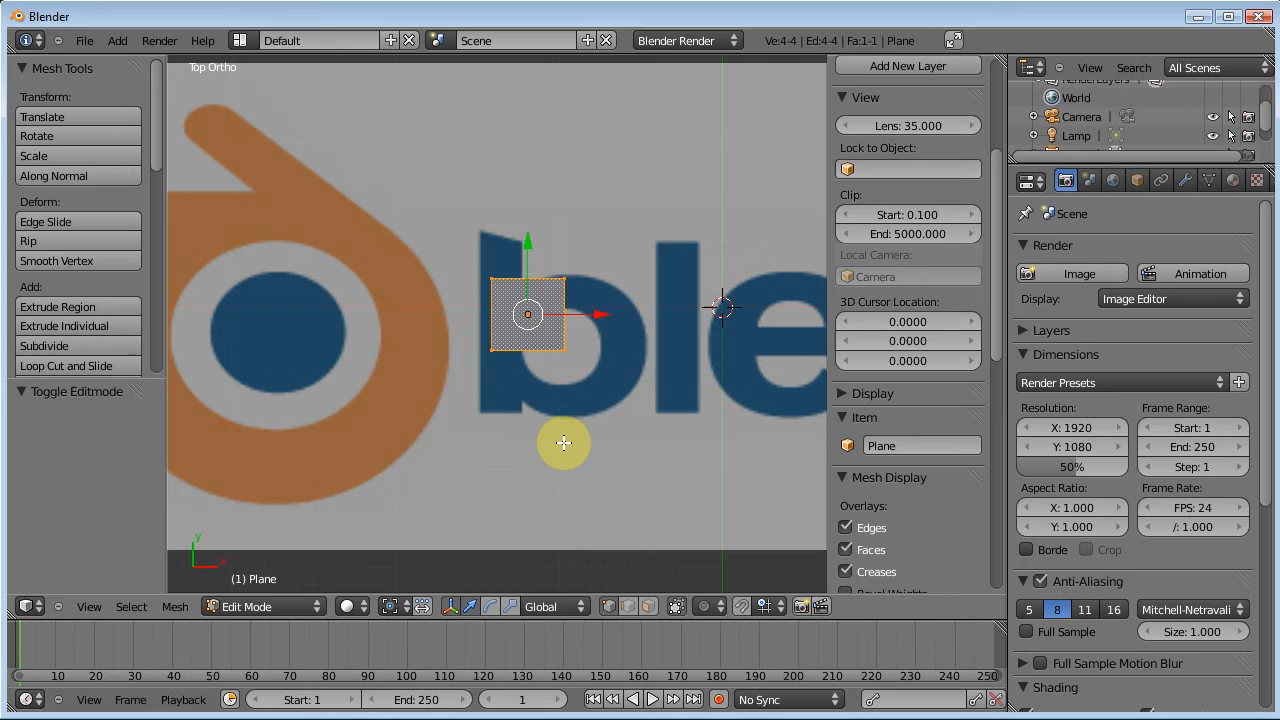 Blender
File Add Render Help Default Scene Blender Render Ve:4-4 | Ed:4-4 | Fa:1-1 | Plane
Mesh Tools
Transform:
Translate
Rotate
Scale
Along Normal
Deform:
Edge Slide
Rip
Smooth Vertex
Add:
Extrude Region
Extrude Individual
Subdivide
Loop Cut and Slide
Toggle Editmode
Top Ortho
ble
y
x
(1) Plane
Add New Layer
View
Lens: 35.000
Lock to Object:
Clip:
Start: 0.100
End: 5000.000
Local Camera:
Camera
3D Cursor Location:
0.0000
0.0000
0.0000
Display
Item
Plane
Mesh Display
Overlays:
Edges
Faces
Creases
View Search All Scenes
World
Camera
Lamp
Scene
Render
Image Animation
Display: Image Editor
Layers
Dimensions
Render Presets
Resolution: Frame Range:
X: 1920 Start: 1
Y: 1080 End: 250
50% Step: 1
Aspect Ratio: Frame Rate:
X: 1.000 FPS: 24
Y: 1.000 /: 1.000
Borde Crop
Anti-Aliasing
5 8 11 16 Mitchell-Netravali
Full Sample Size: 1.000
Full Sample Motion Blur
Shading
View Select Mesh Edit Mode Global
10 20 30 40 50 60 70 80 90 100 110 120 130 140 150 160 170 180 190 200 210 220 230 240 250
View Frame Playback Start: 1 End: 250 1 No Sync